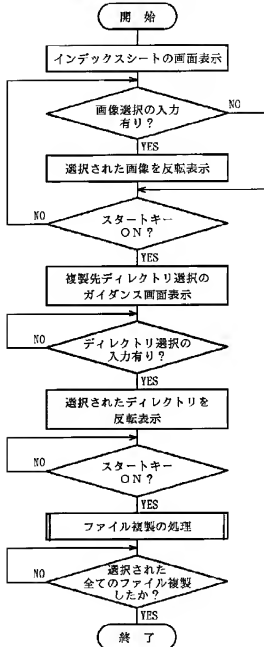 開 始
インデックスシートの画面表示
画像選択の入力
有り?
NO
YES
選択された画像を反転表示
NO
スタートキー
ON?
YES
複製先ディレクトリ選択の
ガイダンス画面表示
ディレクトリ選択の
入力有り?
NO
YES
選択されたディレクトリを
反転表示
スタートキー
ON?
NO
YES
ファイル複製の処理
選択された
全てのファイル複製
したか?
NO
YES
終 了